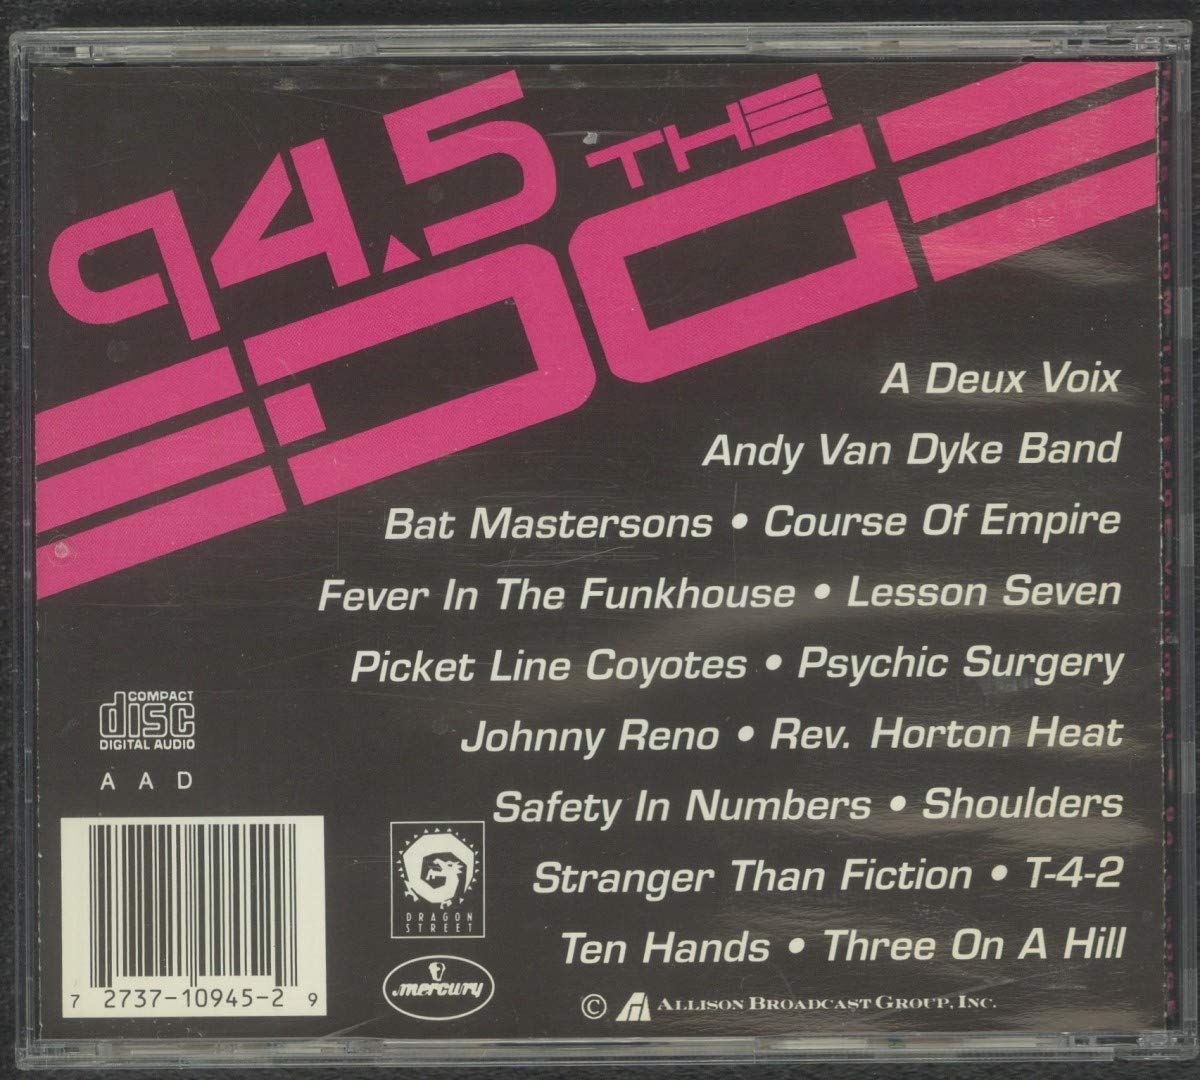 94.5 THE
EDGE
A Deux Voix
Andy Van Dyke Band
Bat Mastersons • Course Of Empire
Fever In The Funkhouse • Lesson Seven
Picket Line Coyotes • Psychic Surgery
Johnny Reno • Rev. Horton Heat
Safety In Numbers • Shoulders
Stranger Than Fiction • T-4-2
Ten Hands • Three On A Hill
© ALLISON BROADCAST GROUP, INC.
COMPACT
disc
DIGITAL AUDIO
A A D
7 2737-10945-2 9
DRAGON
STREET
mercury